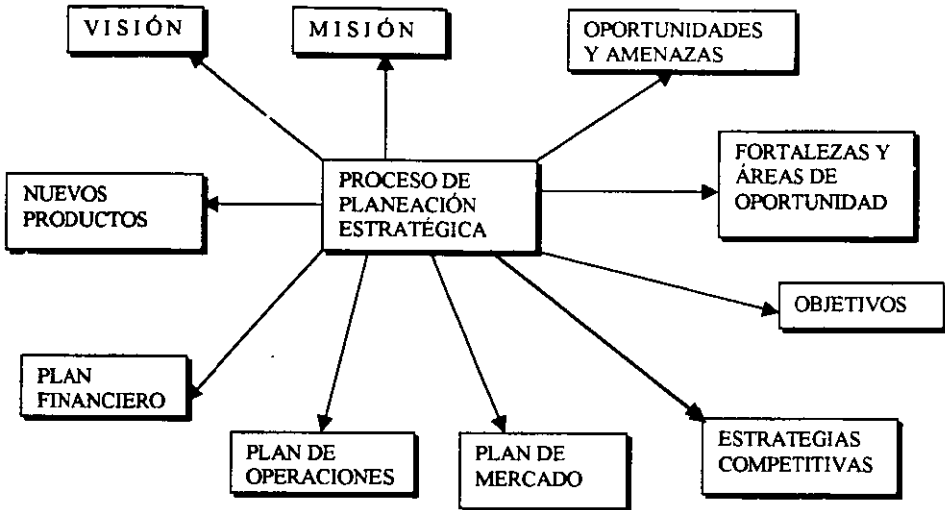 VISIÓN
MISIÓN
OPORTUNIDADES
Y AMENAZAS
NUEVOS
PRODUCTOS
PROCESO DE
PLANEACIÓN
ESTRATÉGICA
FORTALEZAS Y
ÁREAS DE
OPORTUNIDAD
OBJETIVOS
PLAN
FINANCIERO
PLAN DE
OPERACIONES
PLAN DE
MERCADO
ESTRATEGIAS
COMPETITIVAS